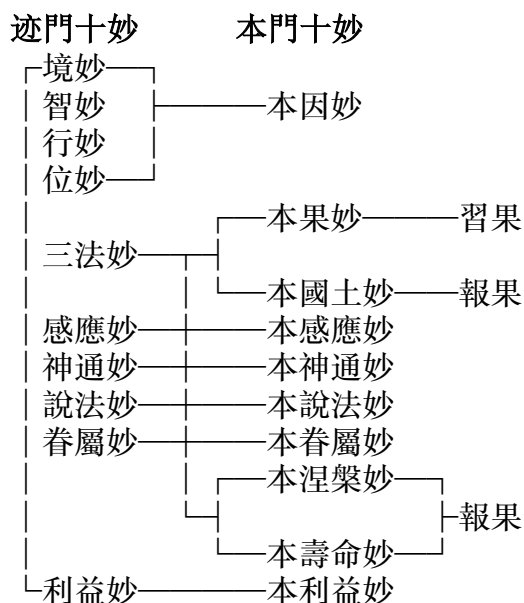 迹門十妙 本門十妙
境妙
智妙 本因妙
行妙
位妙
本果妙 習果
三法妙
本國土妙 報果
感應妙 本感應妙
神通妙 本神通妙
說法妙 本說法妙
眷屬妙 本眷屬妙
本涅槃妙
報果
本壽命妙
利益妙 本利益妙